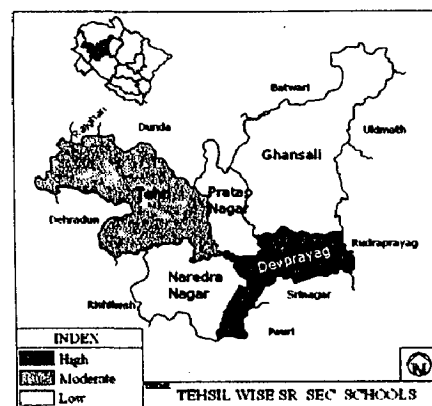 Batwari
Dunda
Ukimath
Ghansali
Tehri
Pratap
Nagar
Dehradun
Rudraprayag
Devprayag
Naredra
Nagar
Srinagar
Rishikesh
Pauri
INDEX
High
Moderate
Low
N
TEHSIL WISE SR SEC SCHOOLS